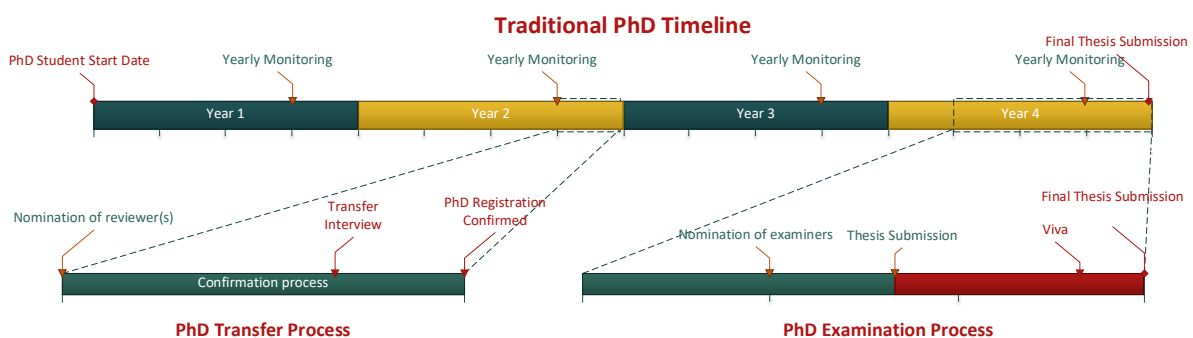 Traditional PhD Timeline
Final Thesis Submission
PhD Student Start Date
Yearly Monitoring
Yearly Monitoring
Yearly Monitoring
Yearly Monitoring
Year 1
Year 2
Year 3
Year 4
Nomination of reviewer(s)
Transfer
Interview
PhD Registration
Confirmed
Confirmation process
PhD Transfer Process
Final Thesis Submission
Nomination of examiners
Thesis Submission
Viva
PhD Examination Process